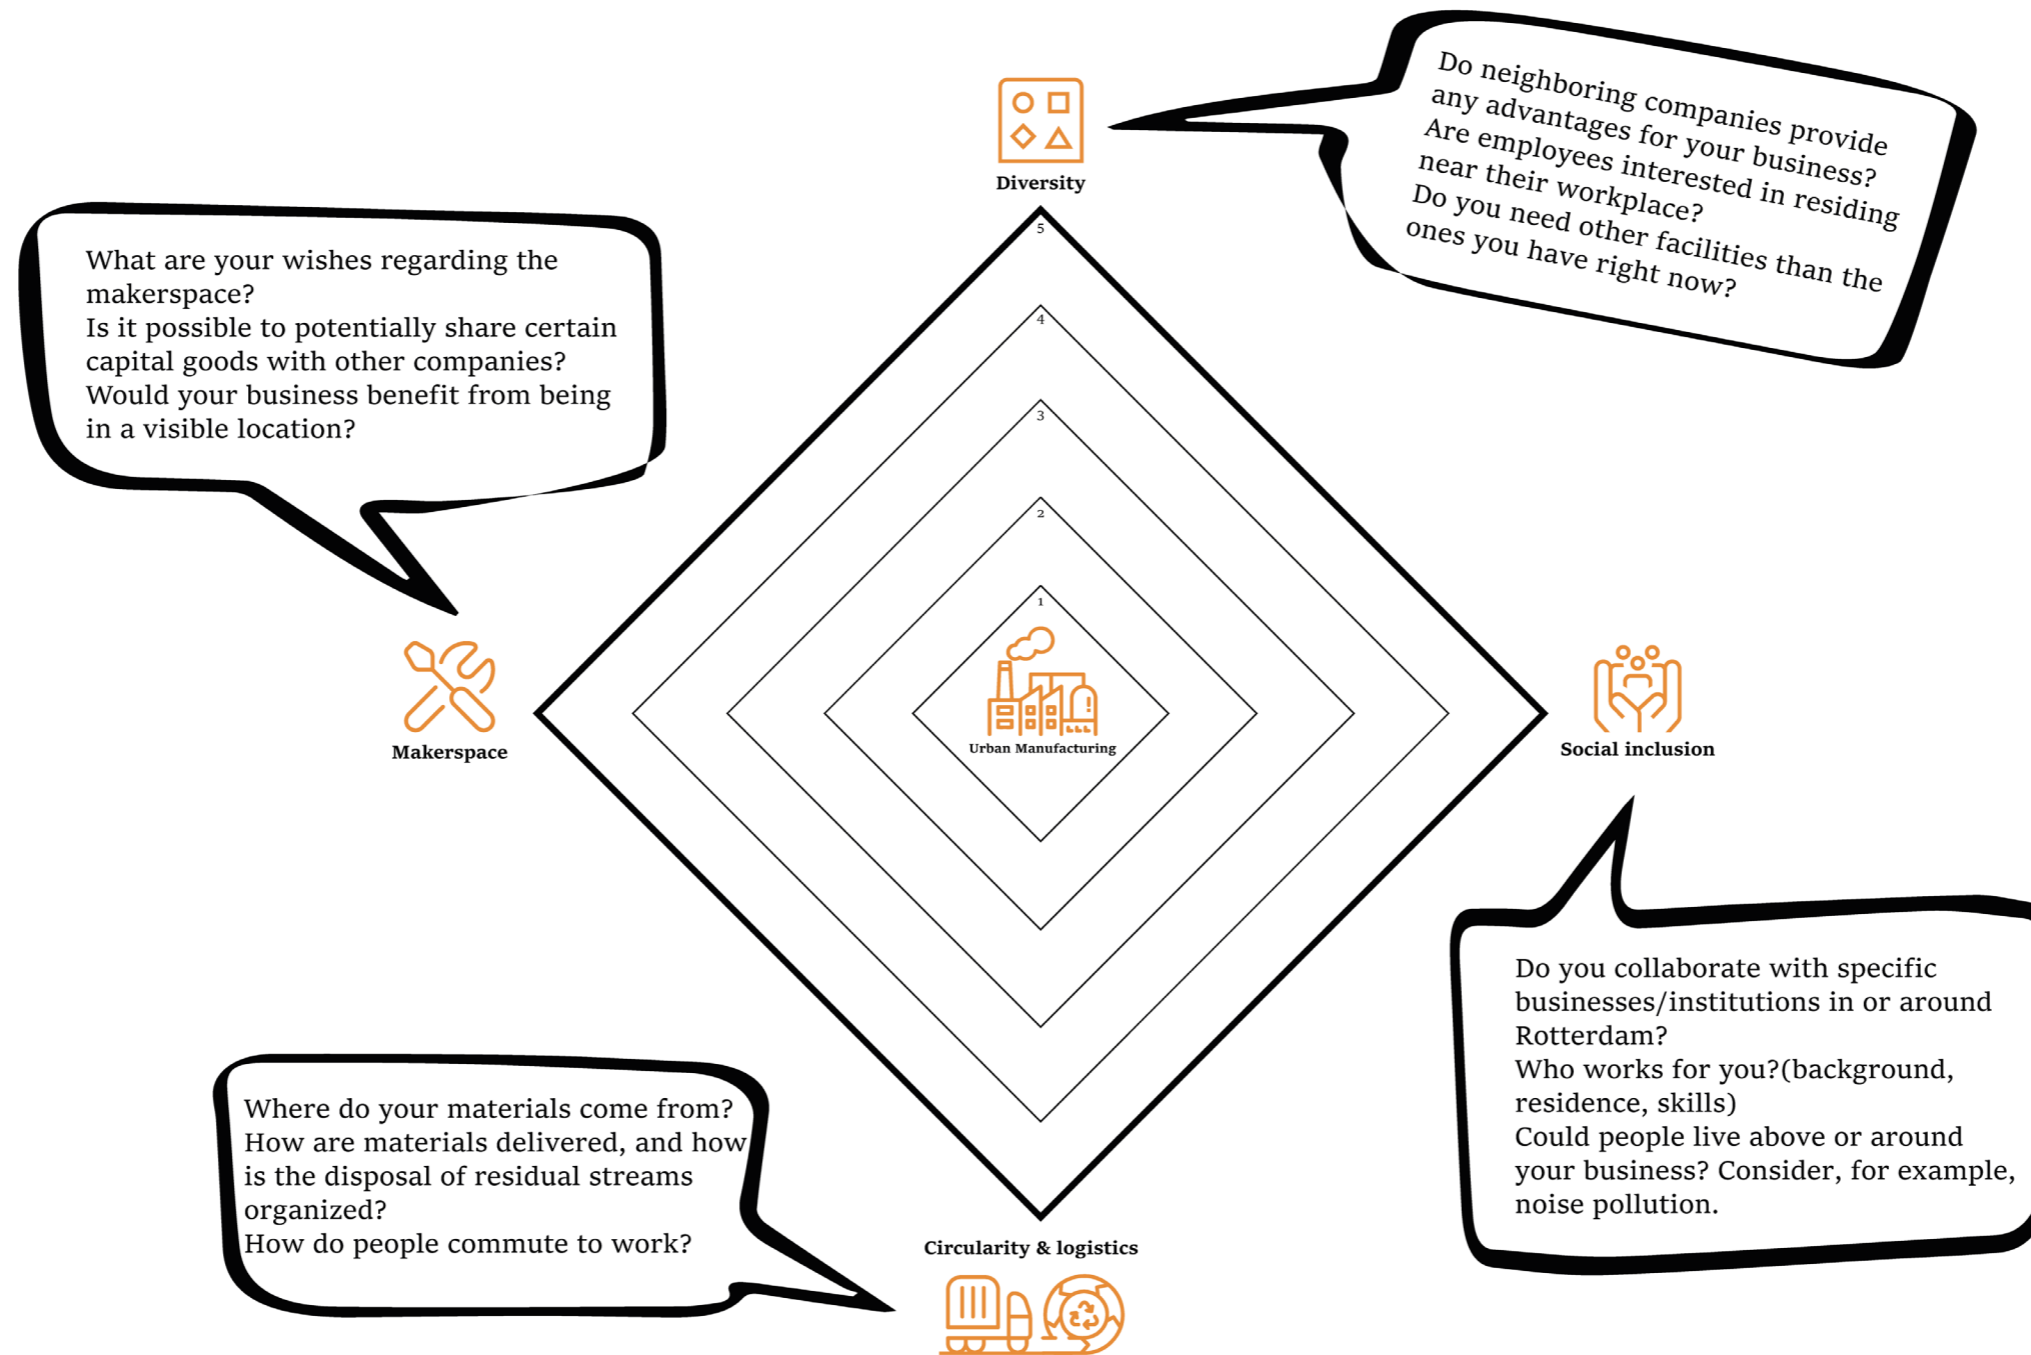 Do neighboring companies provide
any advantages for your business?
Are employees interested in residing
near their workplace?
Do you need other facilities than the
ones you have right now?
Diversity
What are your wishes regarding the
makerspace?
Is it possible to potentially share certain
capital goods with other companies?
Would your business benefit from being
in a visible location?
5
4
3
2
1
Urban Manufacturing
Makerspace
Social inclusion
Do you collaborate with specific
businesses/institutions in or around
Rotterdam?
Who works for you?(background,
residence, skills)
Could people live above or around
your business? Consider, for example,
noise pollution.
Where do your materials come from?
How are materials delivered, and how
is the disposal of residual streams
organized?
How do people commute to work?
Circularity & logistics